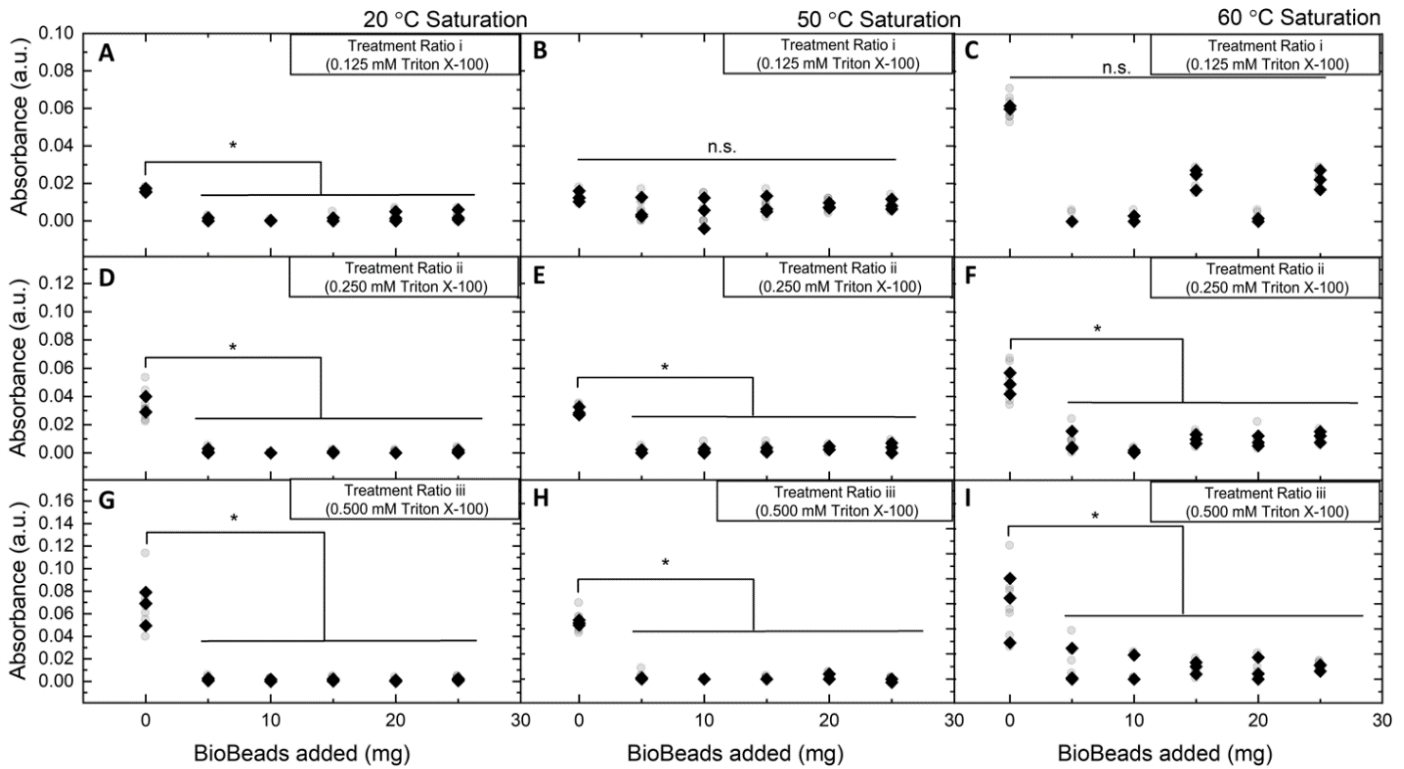 20 °C Saturation
50 °C Saturation
60 °C Saturation
A
Treatment Ratio i
(0.125 mM Triton X-100)
*
B
Treatment Ratio i
(0.125 mM Triton X-100)
n.s.
C
Treatment Ratio i
(0.125 mM Triton X-100)
n.s.
Absorbance (a.u.)
0.10
0.08
0.06
0.04
0.02
0.00
D
Treatment Ratio ii
(0.250 mM Triton X-100)
*
E
Treatment Ratio ii
(0.250 mM Triton X-100)
*
F
Treatment Ratio ii
(0.250 mM Triton X-100)
*
Absorbance (a.u.)
0.12
0.10
0.08
0.06
0.04
0.02
0.00
G
Treatment Ratio iii
(0.500 mM Triton X-100)
*
H
Treatment Ratio iii
(0.500 mM Triton X-100)
*
I
Treatment Ratio iii
(0.500 mM Triton X-100)
*
Absorbance (a.u.)
0.16
0.14
0.12
0.10
0.08
0.06
0.04
0.02
0.00
0 10 20 30
0 10 20 30
0 10 20 30
BioBeads added (mg)
BioBeads added (mg)
BioBeads added (mg)